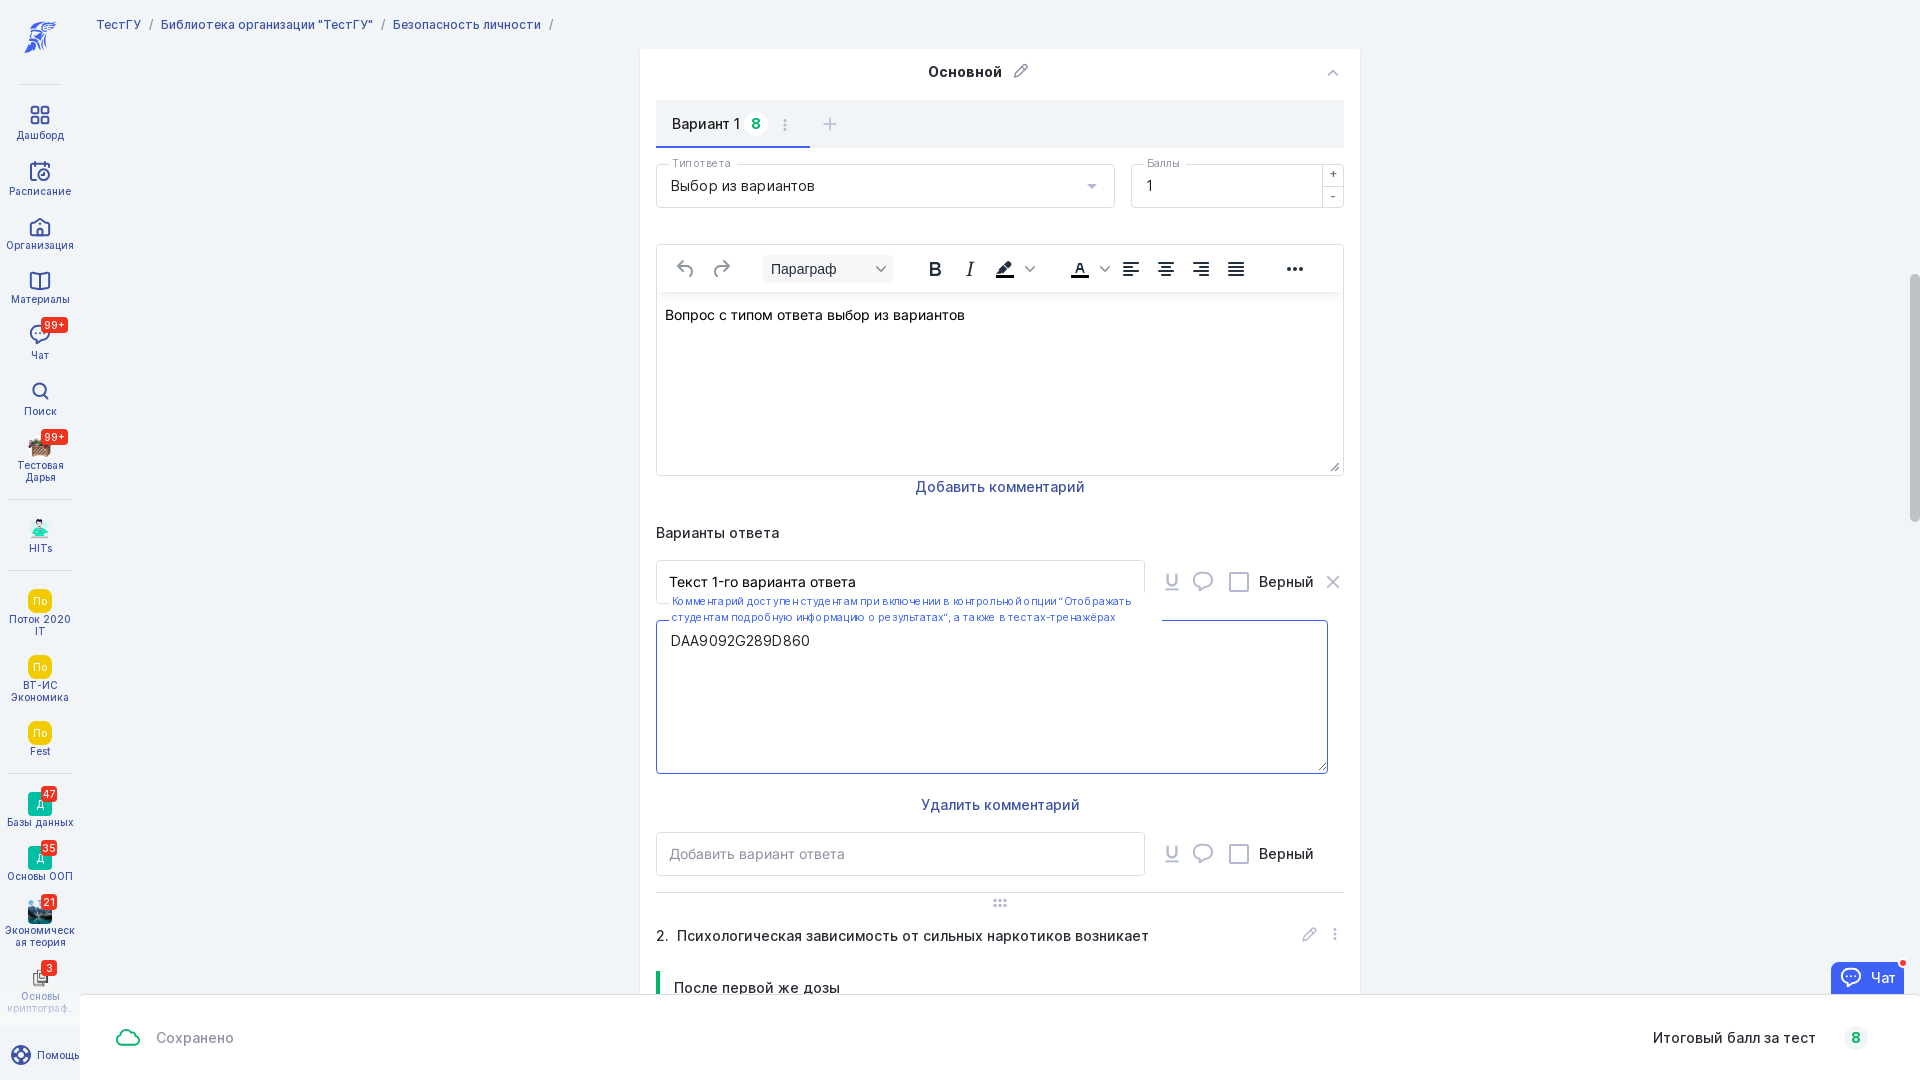 ТестГУ / Библиотека организации "ТестГУ" / Безопасность личности /
Дашборд
Расписание
Организация
Материалы
99+
Чат
Поиск
99+
Тестовая
Дарья
HITs
По
Поток 2020
IT
По
ВТ-ИС
Экономика
По
Fest
47
Д
Базы данных
35
Д
Основы ООП
21
Экономическ
ая теория
3
Основы
криптограф...
Помощь
Основной
Вариант 1 8
Тип ответа
Выбор из вариантов
Баллы
1
+
-
Параграф
Вопрос с типом ответа выбор из вариантов
Добавить комментарий
Варианты ответа
Текст 1-го варианта ответа
Верный
Комментарий доступен студентам при включении в контрольной опции “Отображать
студентам подробную информацию о результатах“, а также в тестах-тренажёрах
DAA9092G289D860
Удалить комментарий
Добавить вариант ответа
Верный
2. Психологическая зависимость от сильных наркотиков возникает
После первой же дозы
Чат
Сохранено
Итоговый балл за тест 8